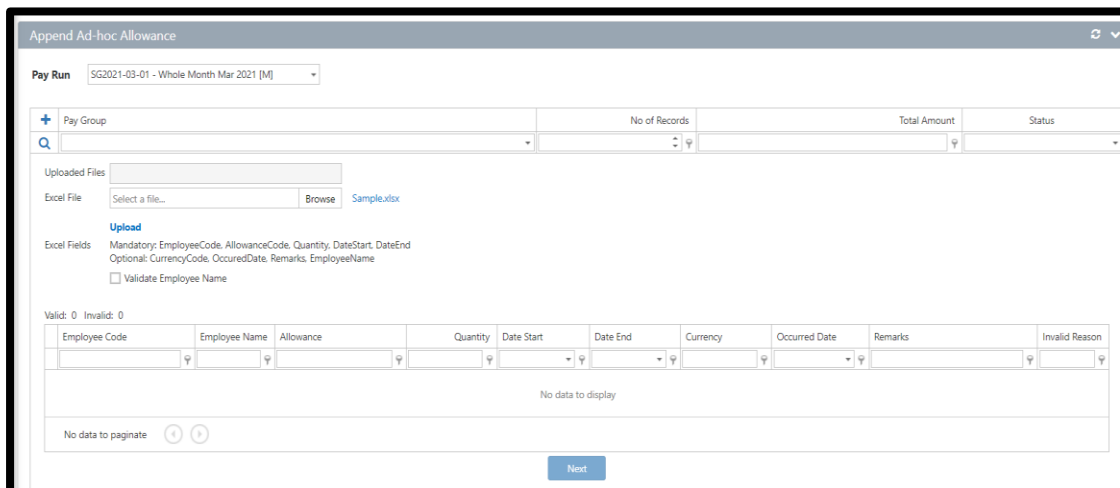 Append Ad-hoc Allowance
Pay Run SG2021-03-01 - Whole Month Mar 2021 [M]
Pay Group No of Records Total Amount Status
Uploaded Files
Excel File Select a file... Browse Sample.xlsx
Upload
Excel Fields Mandatory: EmployeeCode, AllowanceCode, Quantity, DateStart, DateEnd
Optional: CurrencyCode, OccuredDate, Remarks, EmployeeName
Validate Employee Name
Valid: 0 Invalid: 0
Employee Code Employee Name Allowance Quantity Date Start Date End Currency Occurred Date Remarks Invalid Reason
No data to display
No data to paginate
Next